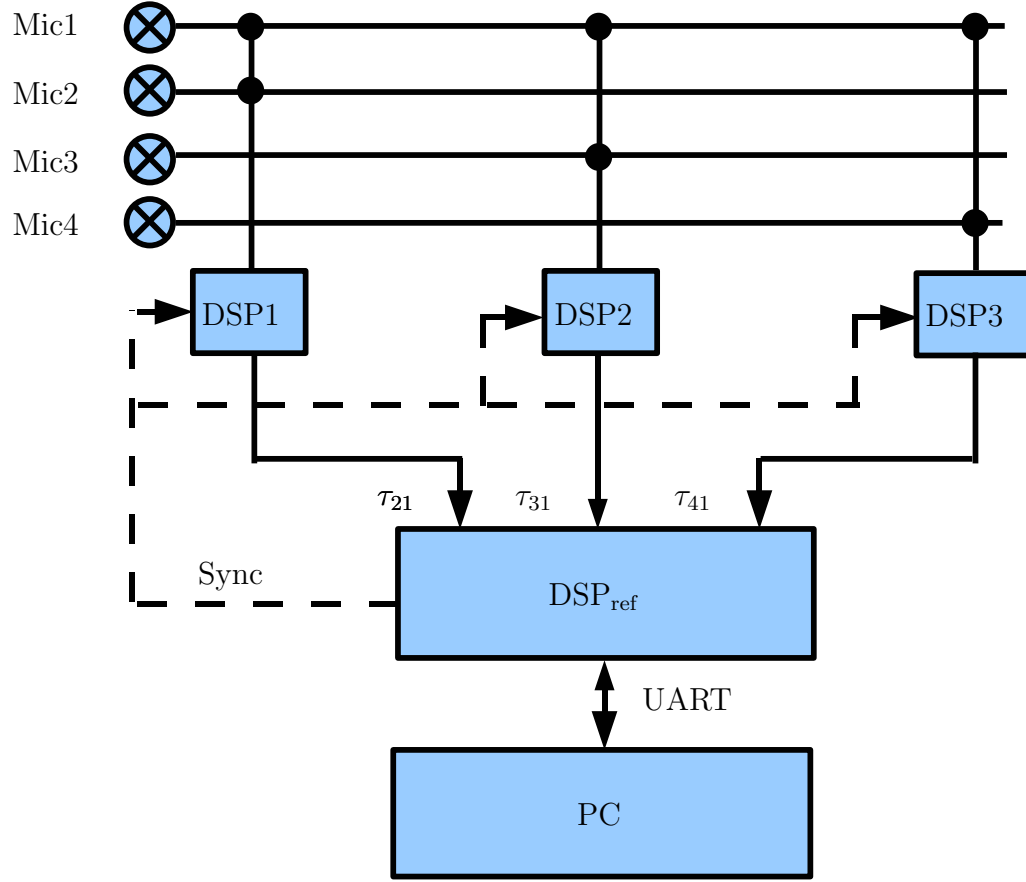 Mic1
Mic2
Mic3
Mic4
DSP1
DSP2
DSP3
τ21
τ31
τ41
Sync
DSPref
UART
PC